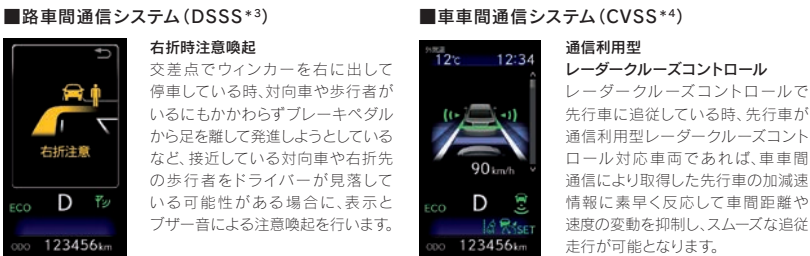 ■路車間通信システム(DSSS*3)
右折時注意喚起
交差点でウィンカーを右に出して
停車している時、対向車や歩行者が
いるにもかかわらずブレーキペダル
から足を離して発進しようとしている
など、接近している対向車や右折先
の歩行者をドライバーが見落して
いる可能性がある場合に、表示と
ブザー音による注意喚起を行います。
右折注意
ECO
D
ODO 123456km
■車車間通信システム(CVSS*4)
通信利用型
レーダークルーズコントロール
レーダークルーズコントロールで
先行車に追従している時、先行車が
通信利用型レーダークルーズコント
ロール対応車両であれば、車車間
通信により取得した先行車の加減速
情報に素早く反応して車間距離や
速度の変動を抑制し、スムーズな追従
走行が可能となります。
外気温
12℃ 12:34
90 km/h
ECO
D
SET
ODO 123456km